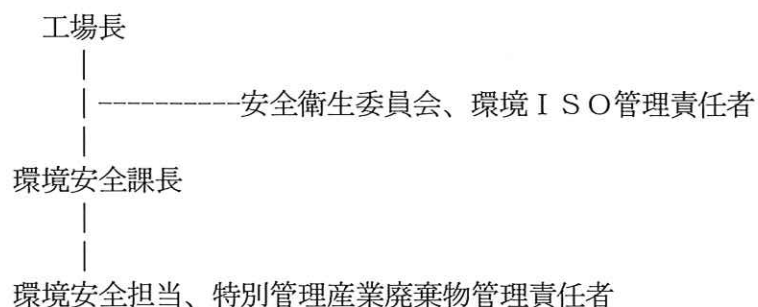 工場長
安全衛生委員会、環境ＩＳＯ管理責任者
環境安全課長
環境安全担当、特別管理産業廃棄物管理責任者